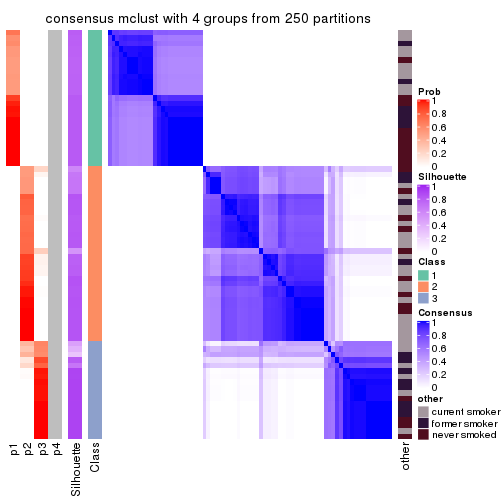 consensus mclust with 4 groups from 250 partitions
Prob
1
0.8
0.6
0.4
0.2
0
Silhouette
1
0.8
0.6
0.4
0.2
0
Class
1
2
3
Consensus
1
0.8
0.6
0.4
0.2
0
other
current smoker
former smoker
never smoked
p1
p2
p3
p4
Silhouette
Class
other